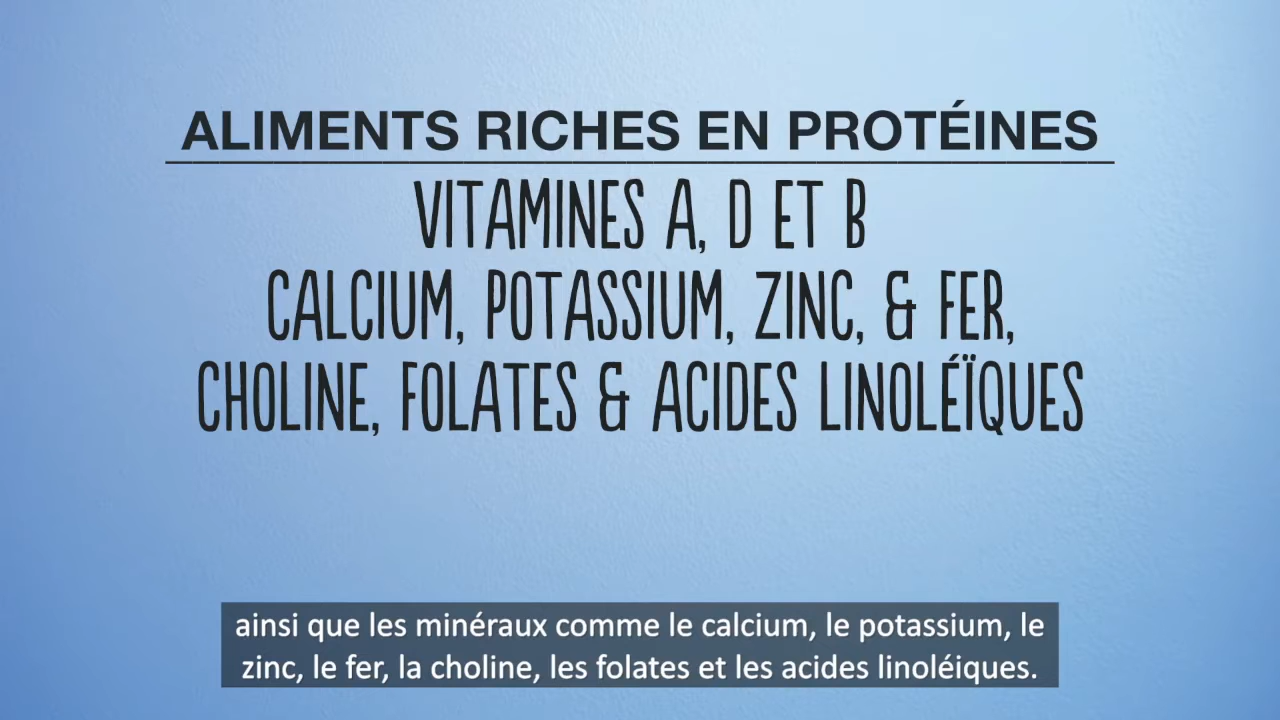 ALIMENTS RICHES EN PROTÉINES
VITAMINES A, D ET B
CALCIUM, POTASSIUM, ZINC, & FER,
CHOLINE, FOLATES & ACIDES LINOLÉÏQUES
ainsi que les minéraux comme le calcium, le potassium, le
zinc, le fer, la choline, les folates et les acides linoléiques.